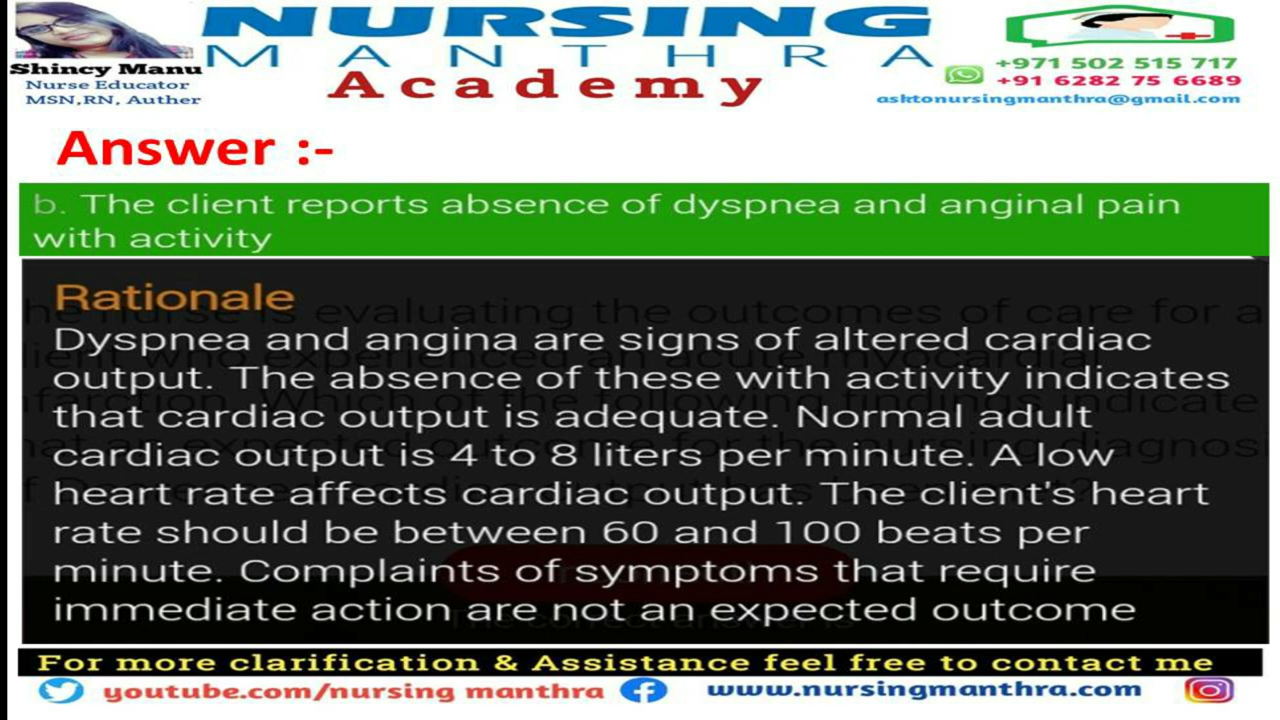 NURSING
MANTHRA
Academy
Shincy Manu
Nurse Educator
MSN,RN, Auther
+971 502 515 717
+91 6282 75 6689
asktonursingmanthra@gmail.com
Answer :-
b. The client reports absence of dyspnea and anginal pain
with activity
Rationale
Dyspnea and angina are signs of altered cardiac
output. The absence of these with activity indicates
that cardiac output is adequate. Normal adult
cardiac output is 4 to 8 liters per minute. A low
heart rate affects cardiac output. The client's heart
rate should be between 60 and 100 beats per
minute. Complaints of symptoms that require
immediate action are not an expected outcome
For more clarification & Assistance feel free to contact me
youtube.com/nursing manthra
www.nursingmanthra.com